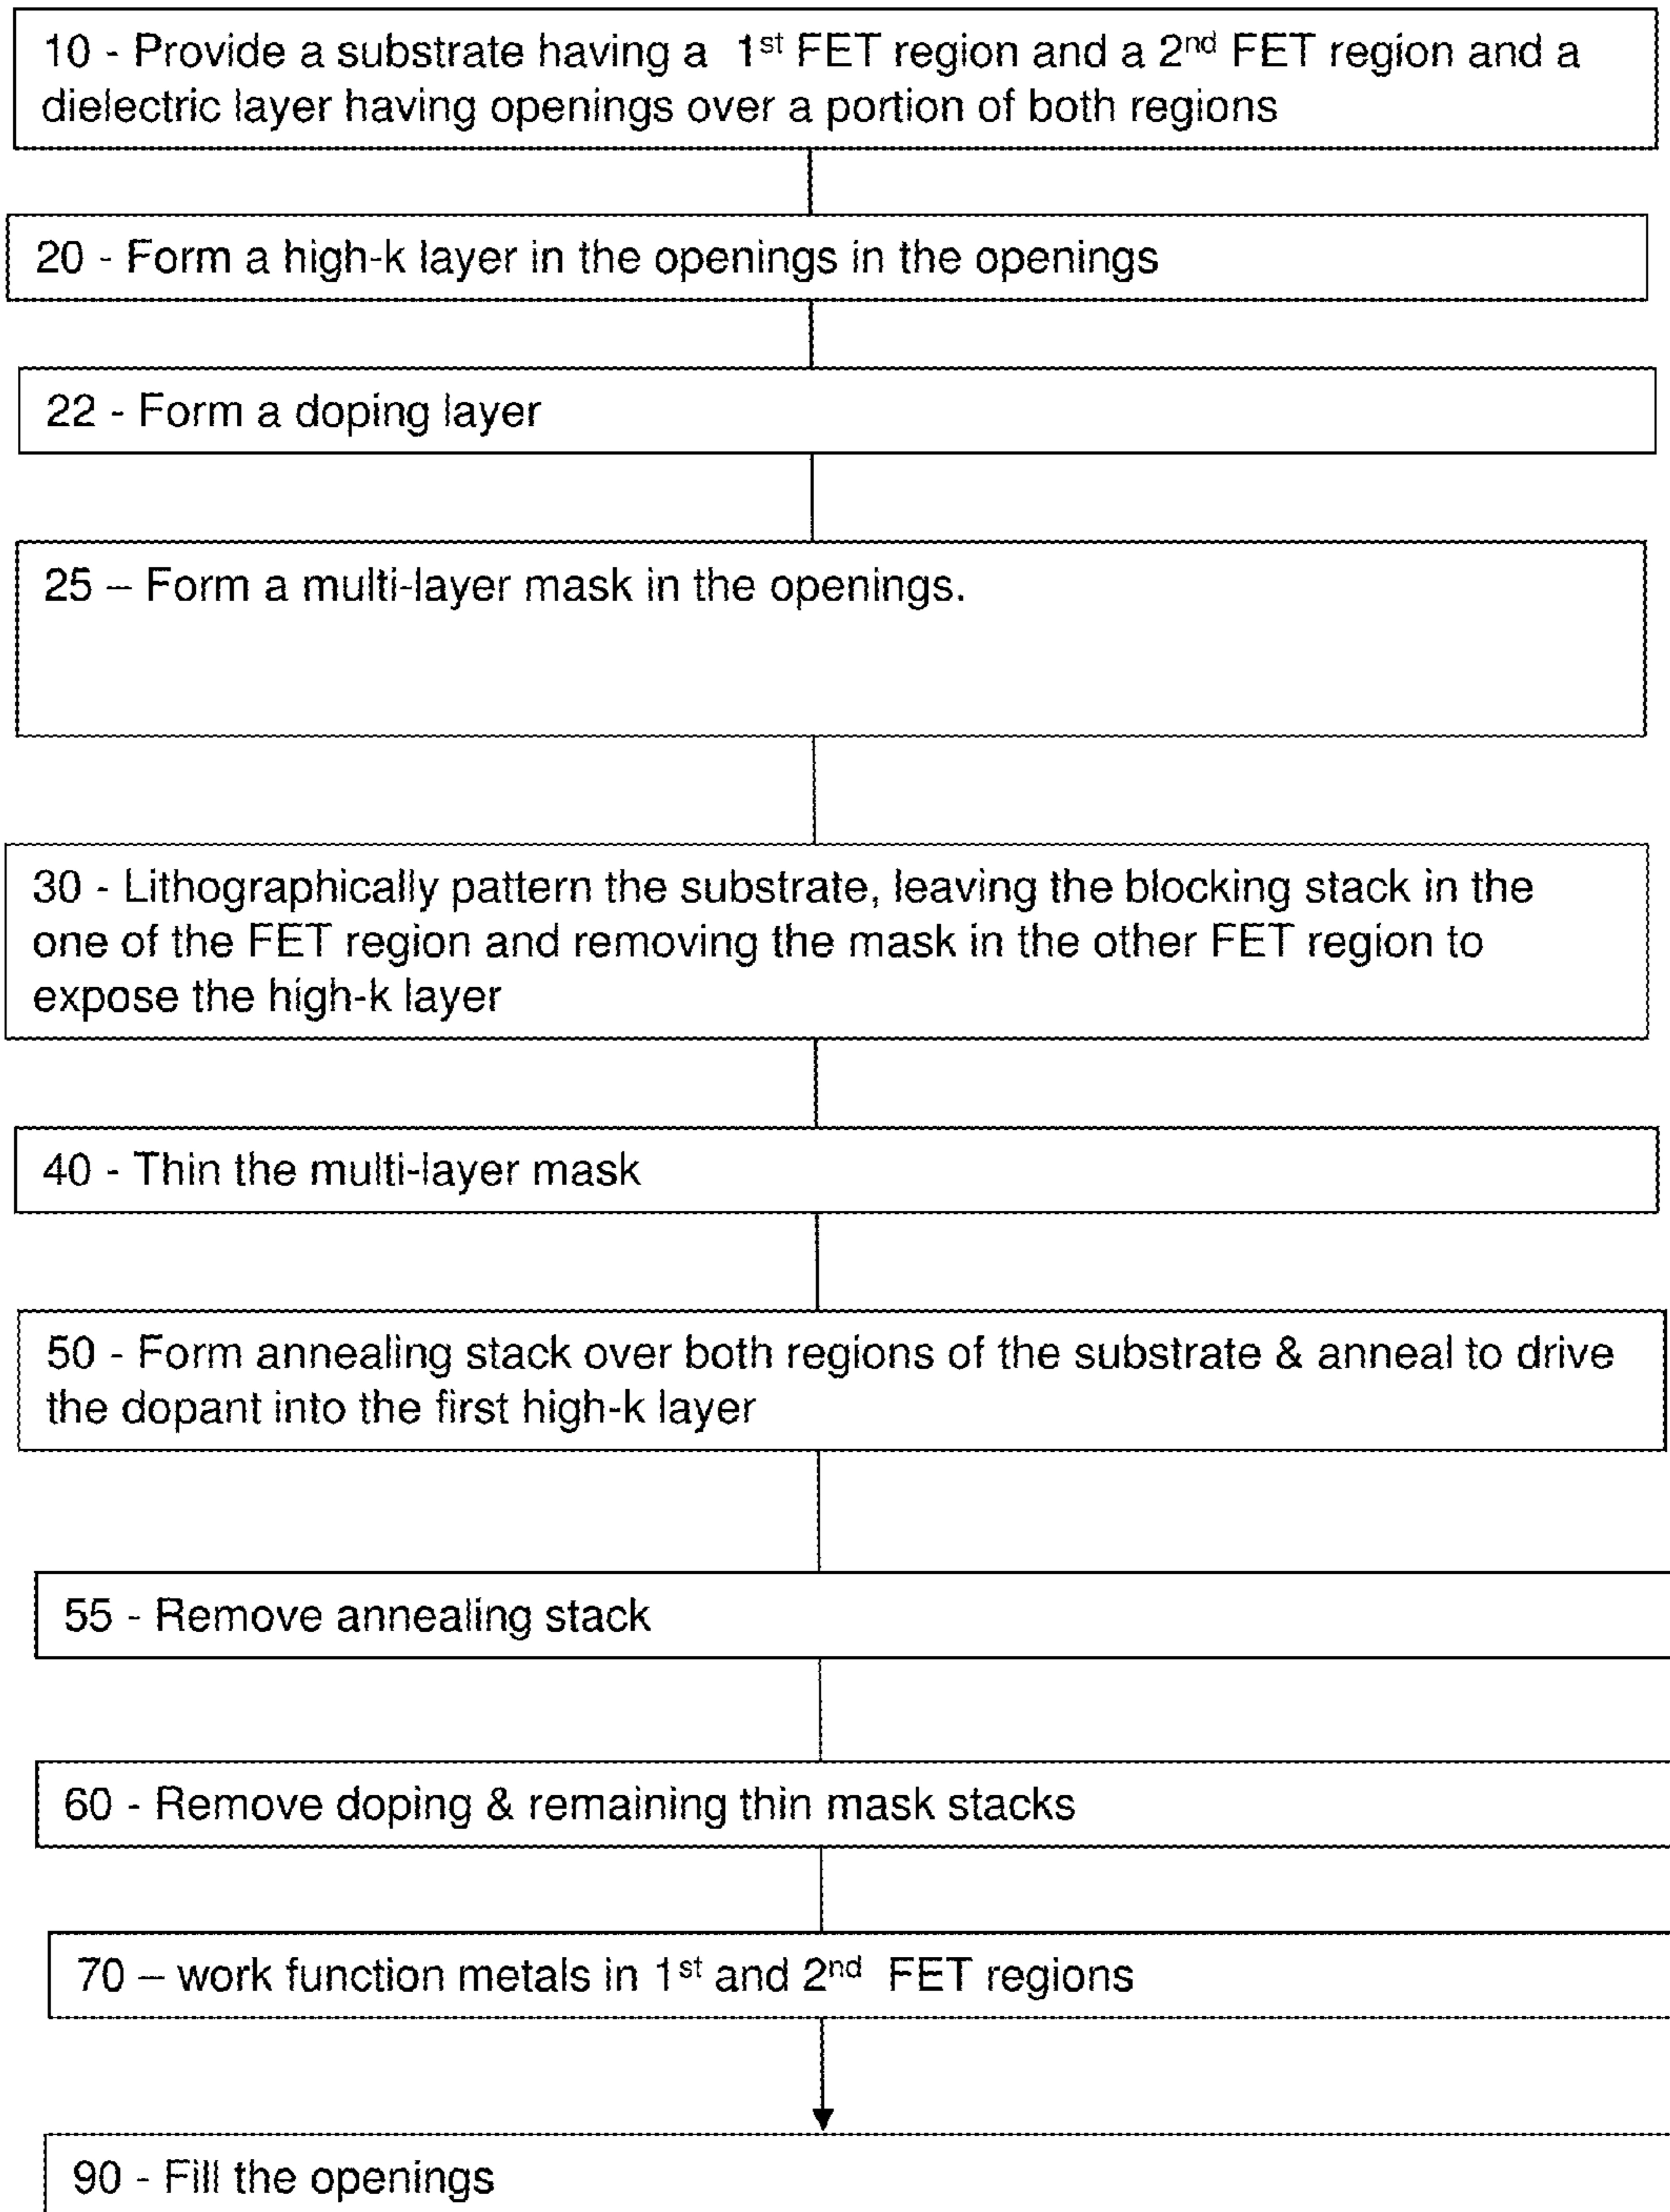 10 - Provide a substrate having a 1st FET region and a 2nd FET region and a
dielectric layer having openings over a portion of both regions
20 - Form a high-k layer in the openings in the openings
22 - Form a doping layer
25 – Form a multi-layer mask in the openings.
30 - Lithographically pattern the substrate, leaving the blocking stack in the
one of the FET region and removing the mask in the other FET region to
expose the high-k layer
40 - Thin the multi-layer mask
50 - Form annealing stack over both regions of the substrate & anneal to drive
the dopant into the first high-k layer
55 - Remove annealing stack
60 - Remove doping & remaining thin mask stacks
70 – work function metals in 1st and 2nd FET regions
90 - Fill the openings